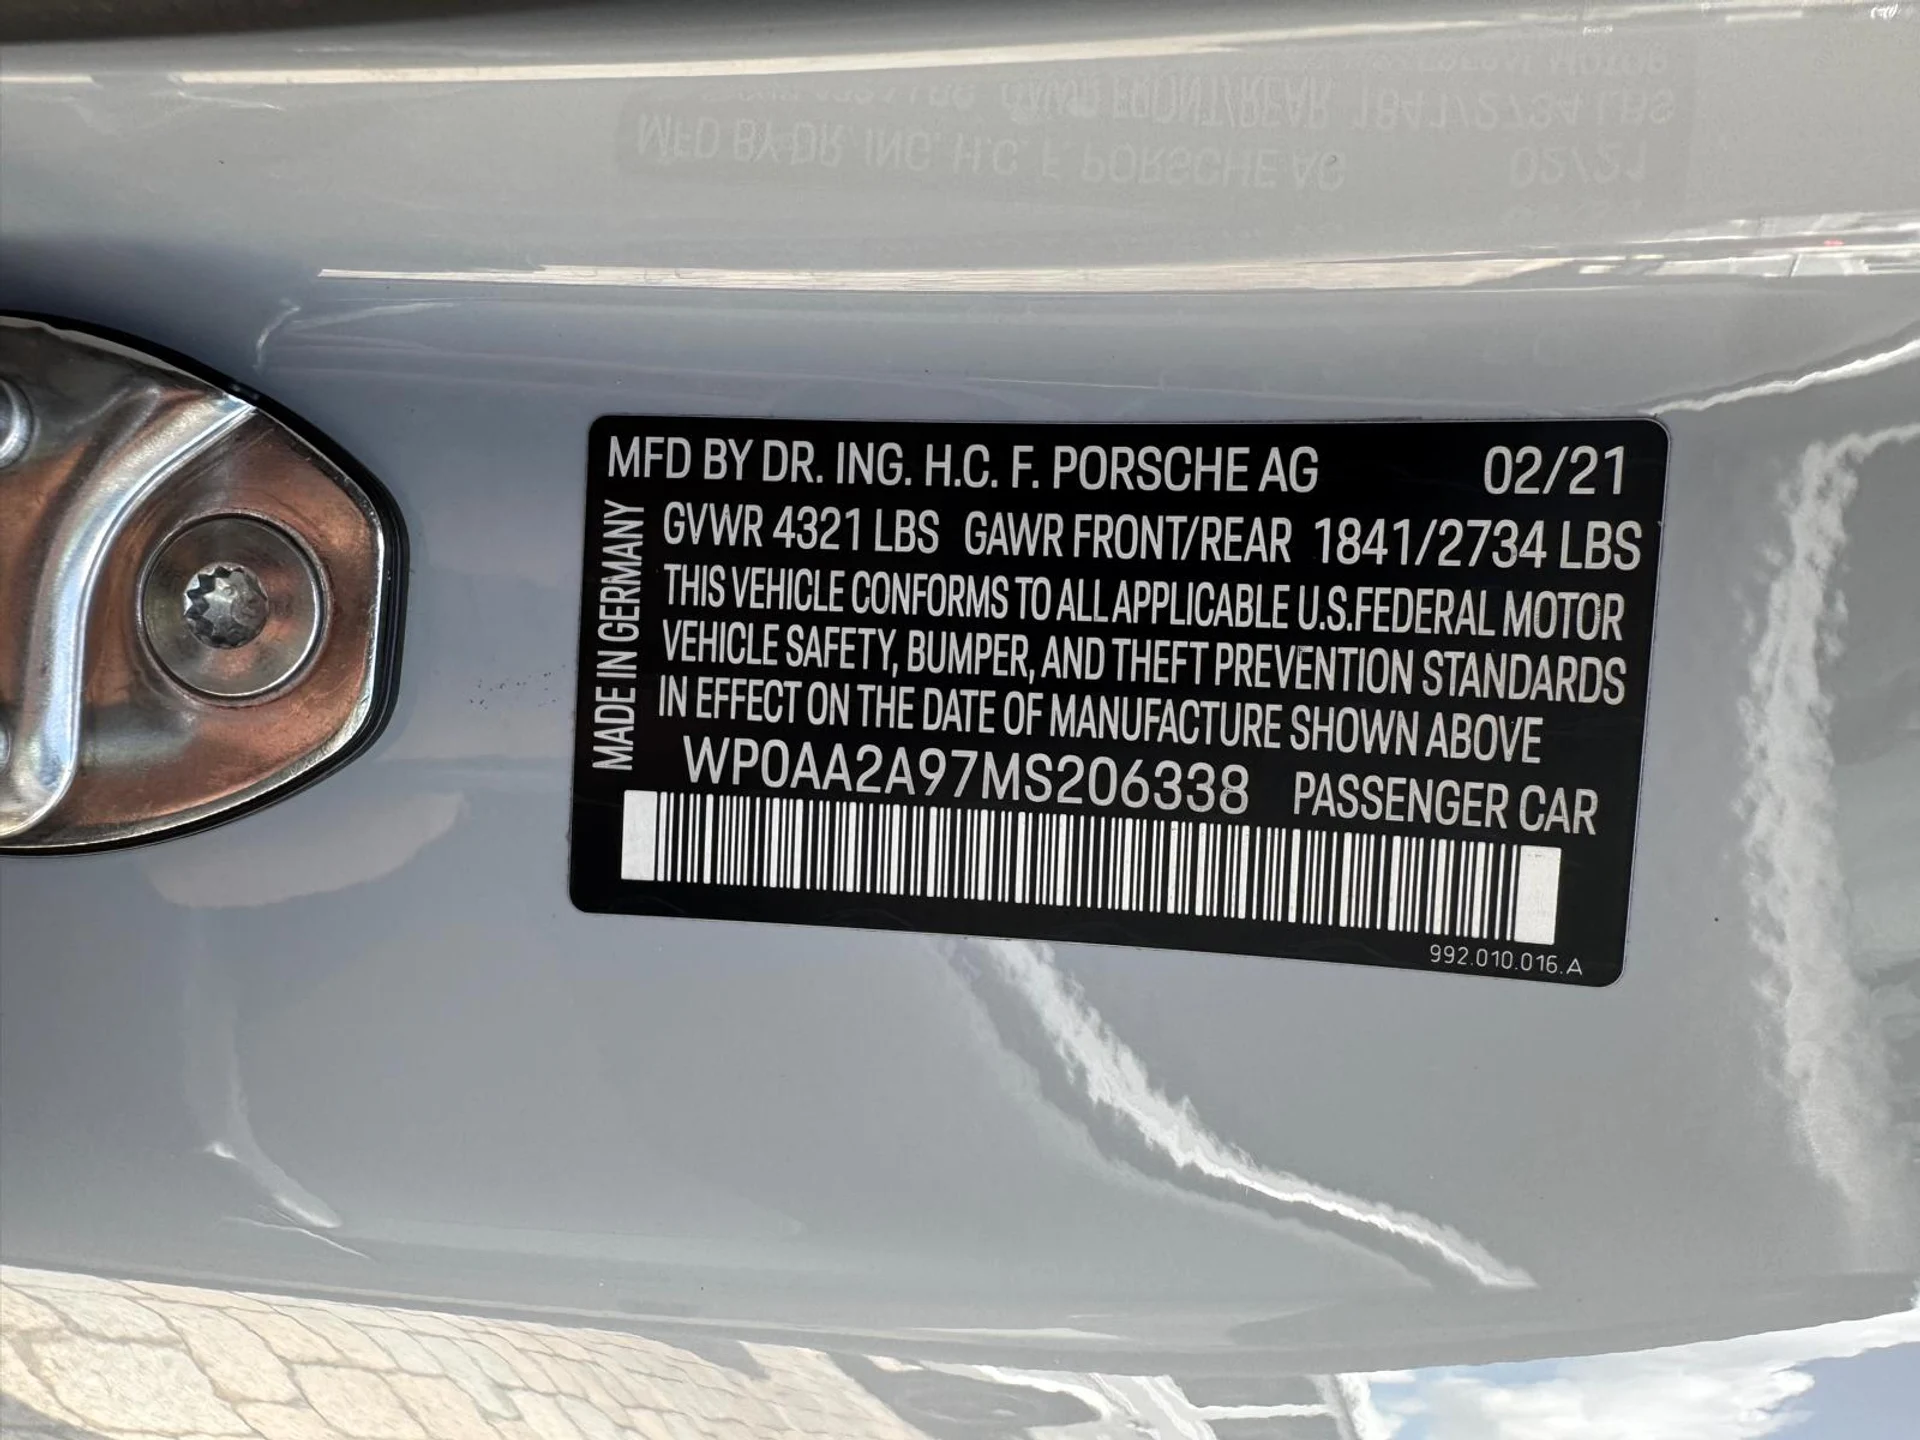 MFD BY DR. ING. H.C. F. PORSCHE AG 02/21
GVWR 4321 LBS GAWR FRONT/REAR 1841/2734 LBS
THIS VEHICLE CONFORMS TO ALL APPLICABLE U.S.FEDERAL MOTOR
VEHICLE SAFETY, BUMPER, AND THEFT PREVENTION STANDARDS
IN EFFECT ON THE DATE OF MANUFACTURE SHOWN ABOVE
WP0AA2A97MS206338 PASSENGER CAR
992.010.016.A
MADE IN GERMANY